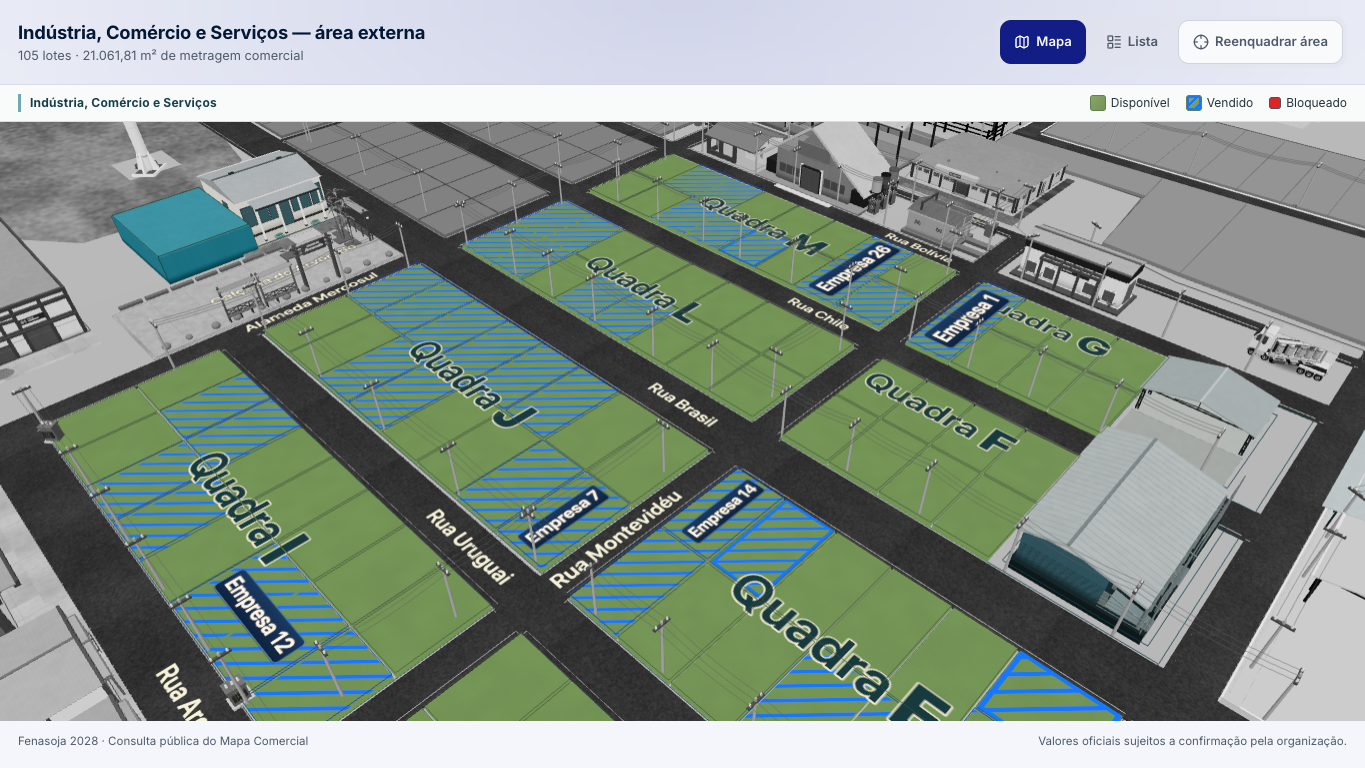 Indústria, Comércio e Serviços — área externa
105 lotes · 21.061,81 m² de metragem comercial
Mapa
Lista
Reenquadrar área
Indústria, Comércio e Serviços
Disponível
Vendido
Bloqueado
Quadra M
Rua Bolívia
Empresa 26
Quadra L
Rua Chile
Alameda Mercosul
Empresa 1
Quadra G
Quadra J
Rua Brasil
Quadra F
Quadra I
Empresa 7
Rua Montevidéu
Empresa 14
Rua Uruguai
Empresa 12
Quadra E
Rua
Fenasoja 2028 · Consulta pública do Mapa Comercial
Valores oficiais sujeitos a confirmação pela organização.